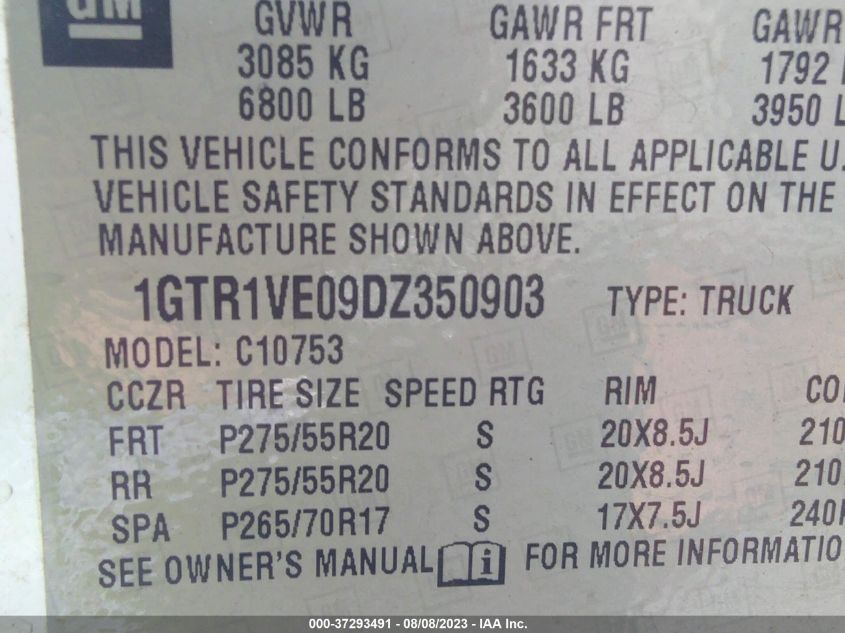 GM
GVWR GAWR FRT GAWR
3085 KG 1633 KG 1792
6800 LB 3600 LB 3950 L
THIS VEHICLE CONFORMS TO ALL APPLICABLE U.
VEHICLE SAFETY STANDARDS IN EFFECT ON THE
MANUFACTURE SHOWN ABOVE.
1GTR1VE09DZ350903 TYPE: TRUCK
MODEL: C10753
CCZR TIRE SIZE SPEED RTG RIM CO
FRT P275/55R20 S 20X8.5J 210
RR P275/55R20 S 20X8.5J 210
SPA P265/70R17 S 17X7.5J 240
SEE OWNER'S MANUAL i FOR MORE INFORMATIO
000-37293491 - 08/08/2023 - IAA Inc.